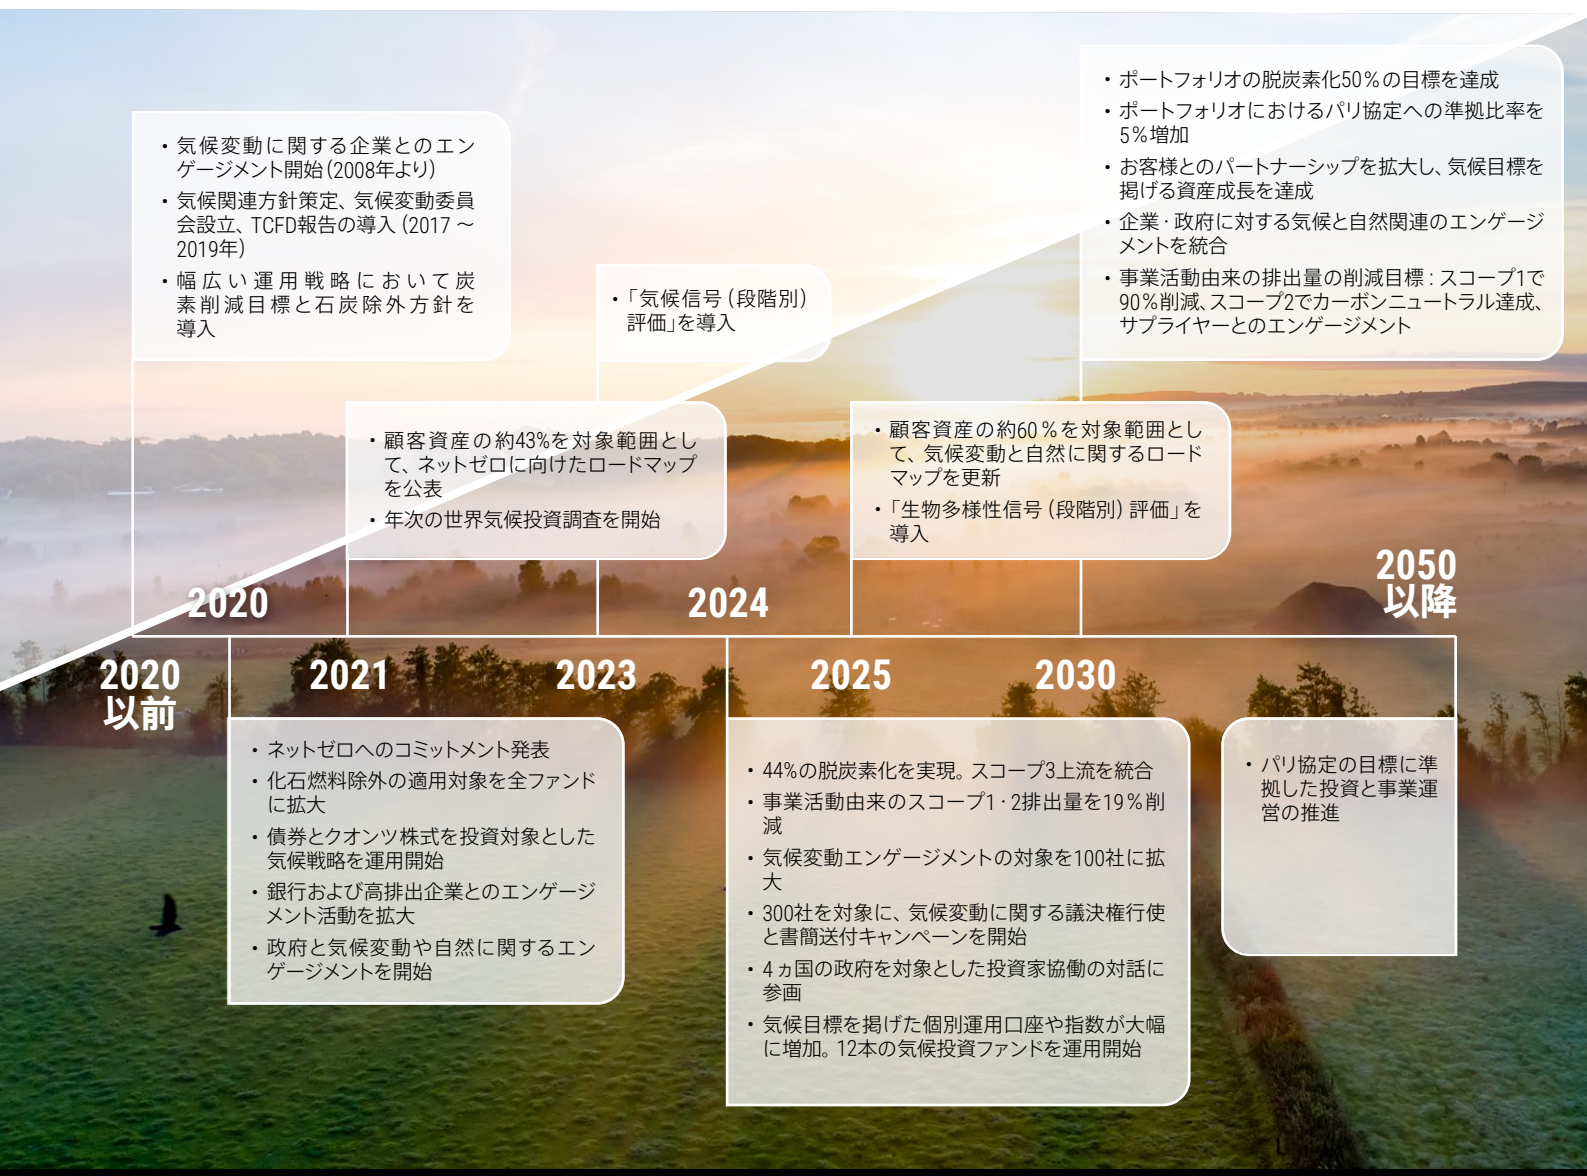 ・気候変動に関する企業とのエン
ゲージメント開始（2008年より）
・気候関連方針策定、気候変動委員
会設立、TCFD報告の導入（2017 ～
2019年）
・幅広い運用戦略において炭
素削減目標と石炭除外方針を
導入
2020
以前
2020
・ネットゼロへのコミットメント発表
・化石燃料除外の適用対象を全ファンド
に拡大
・債券とクオンツ株式を投資対象とした
気候戦略を運用開始
・銀行および高排出企業とのエンゲージ
メント活動を拡大
・政府と気候変動や自然に関するエン
ゲージメントを開始
・顧客資産の約43%を対象範囲とし
て、ネットゼロに向けたロードマップ
を公表
・年次の世界気候投資調査を開始
2021
・「気候信号（段階別）
評価」を導入
2023
2024
・44%の脱炭素化を実現。スコープ3上流を統合
・事業活動由来のスコープ1・2排出量を19％削
減
・気候変動エンゲージメントの対象を100社に拡
大
・300社を対象に、気候変動に関する議決権行使
と書簡送付キャンペーンを開始
・4ヵ国の政府を対象とした投資家協働の対話に
参画
・気候目標を掲げた個別運用口座や指数が大幅
に増加。12本の気候投資ファンドを運用開始
・顧客資産の約60％を対象範囲とし
て、気候変動と自然に関するロード
マップを更新
・「生物多様性信号（段階別）評価」を
導入
2025
・ポートフォリオの脱炭素化50％の目標を達成
・ポートフォリオにおけるパリ協定への準拠比率を
5％増加
・お客様とのパートナーシップを拡大し、気候目標を
掲げる資産成長を達成
・企業・政府に対する気候と自然関連のエンゲージ
メントを統合
・事業活動由来の排出量の削減目標：スコープ1で
90％削減、スコープ2でカーボンニュートラル達成、
サプライヤーとのエンゲージメント
2030
2050
以降
・パリ協定の目標に準
拠した投資と事業運
営の推進